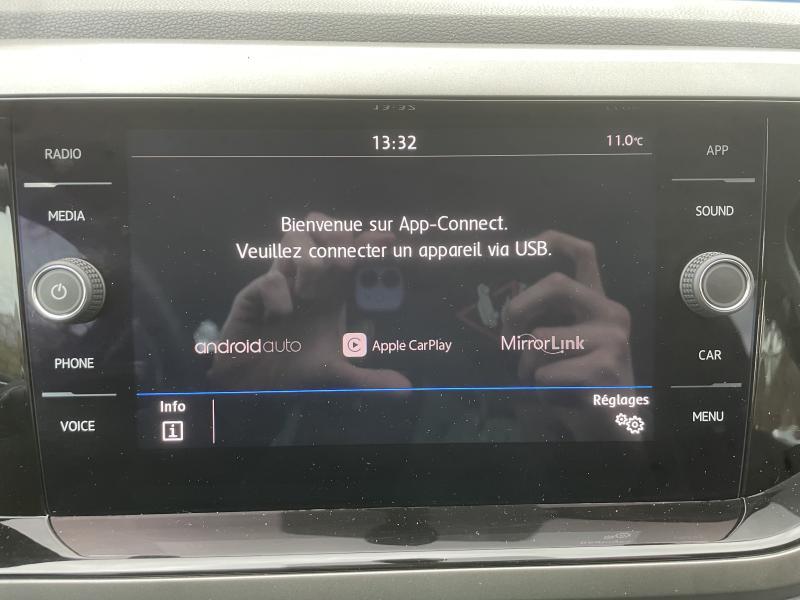 13:32
11.0°C
RADIO
MEDIA
PHONE
VOICE
Bienvenue sur App-Connect.
Veuillez connecter un appareil via USB.
androidauto
Apple CarPlay
MirrorLink
Info
i
Réglages
APP
SOUND
CAR
MENU